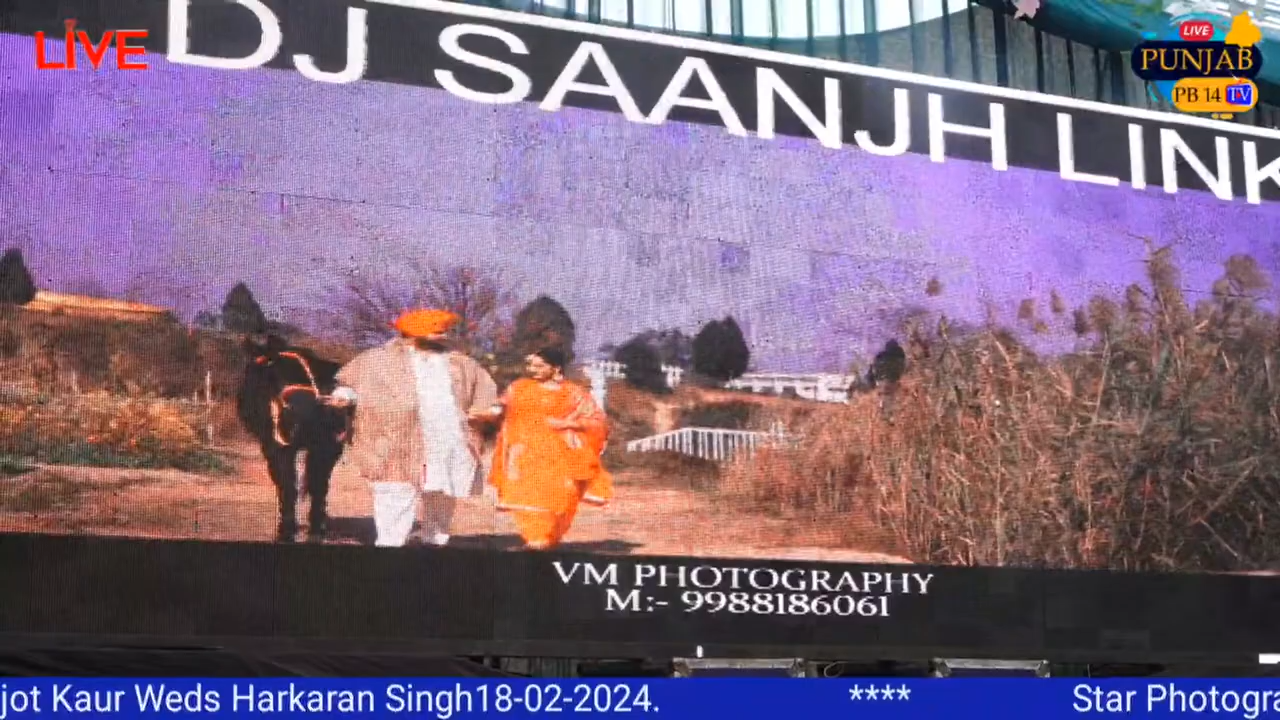 LIVE
DJ SAANJH LINK
LIVE
PUNJAB
PB 14 TV
VM PHOTOGRAPHY
M:- 9988186061
jot Kaur Weds Harkaran Singh18-02-2024. **** Star Photogra